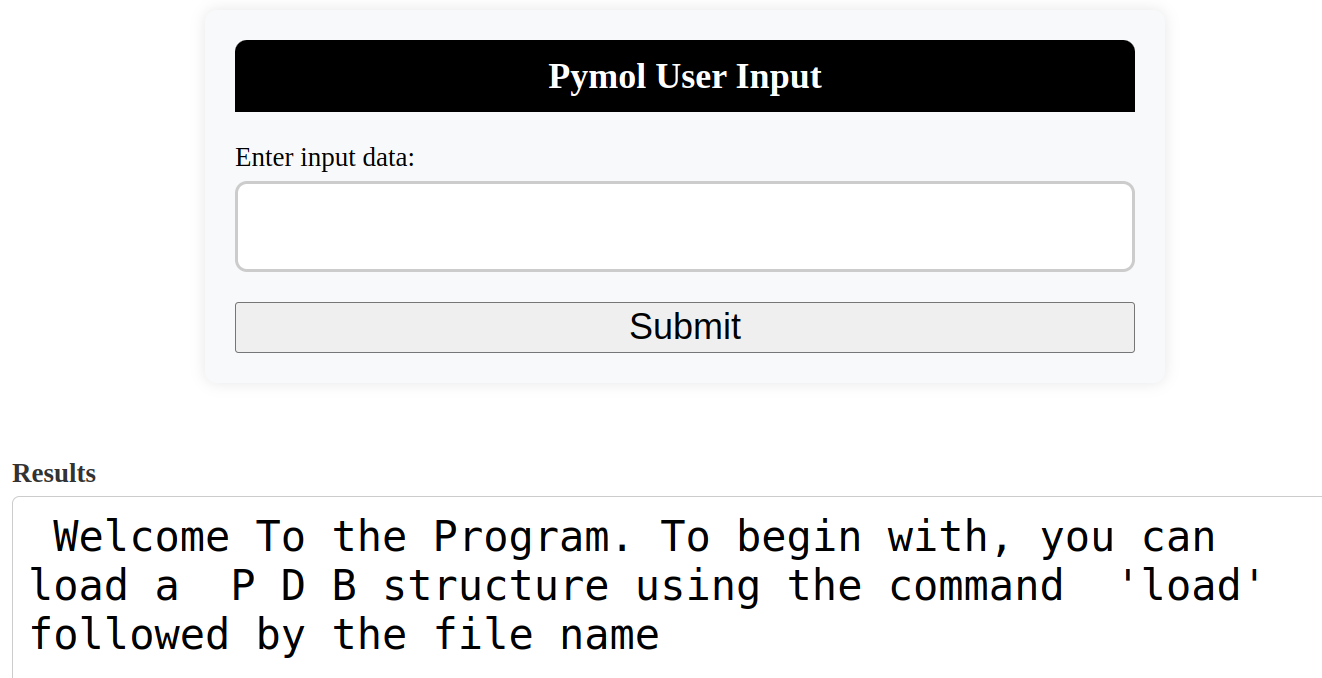 Pymol User Input
Enter input data:
Submit
Results
Welcome To the Program. To begin with, you can
load a  P D B structure using the command  'load'
followed by the file name